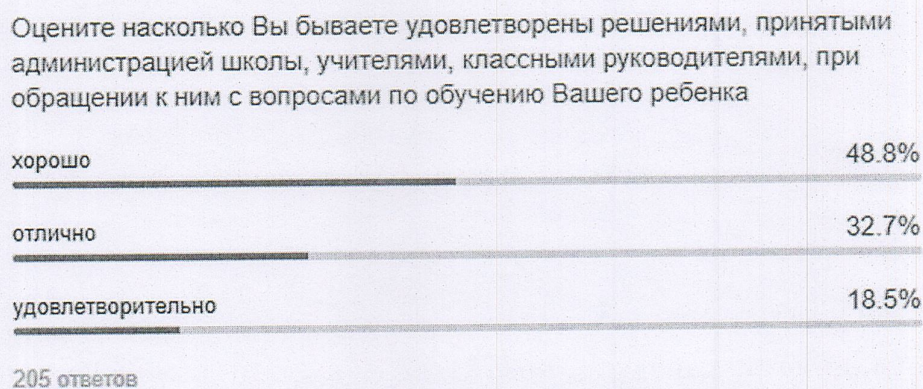 Оцените насколько Вы бываете удовлетворены решениями, принятыми
администрацией школы, учителями, классными руководителями, при
обращении к ним с вопросами по обучению Вашего ребенка
хорошо 48.8%
отлично 32.7%
удовлетворительно 18.5%
205 ответов